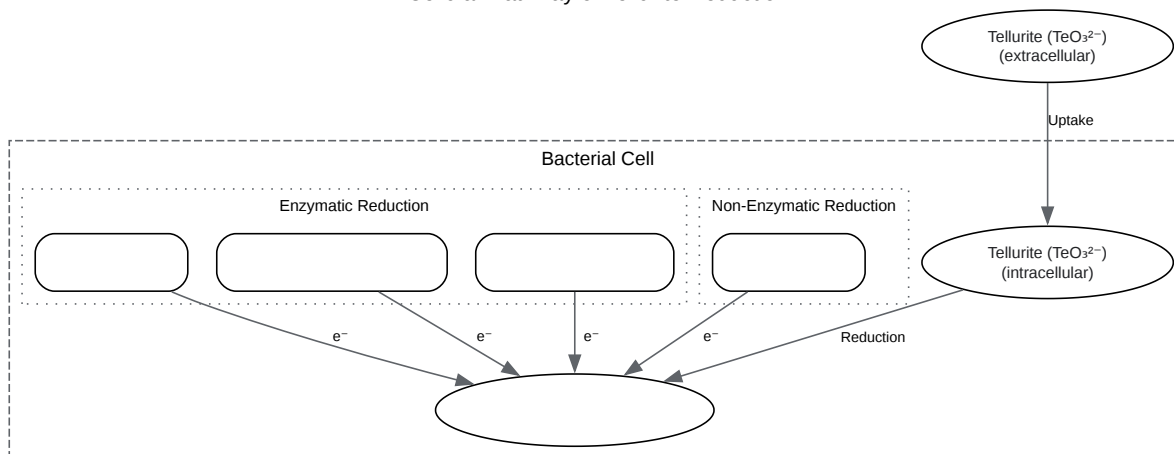 Tellurite (TeO₃²⁻)
(extracellular)
Uptake
Bacterial Cell
Enzymatic Reduction
Non-Enzymatic Reduction
Tellurite (TeO₃²⁻)
(intracellular)
e⁻
e⁻
e⁻
e⁻
Reduction